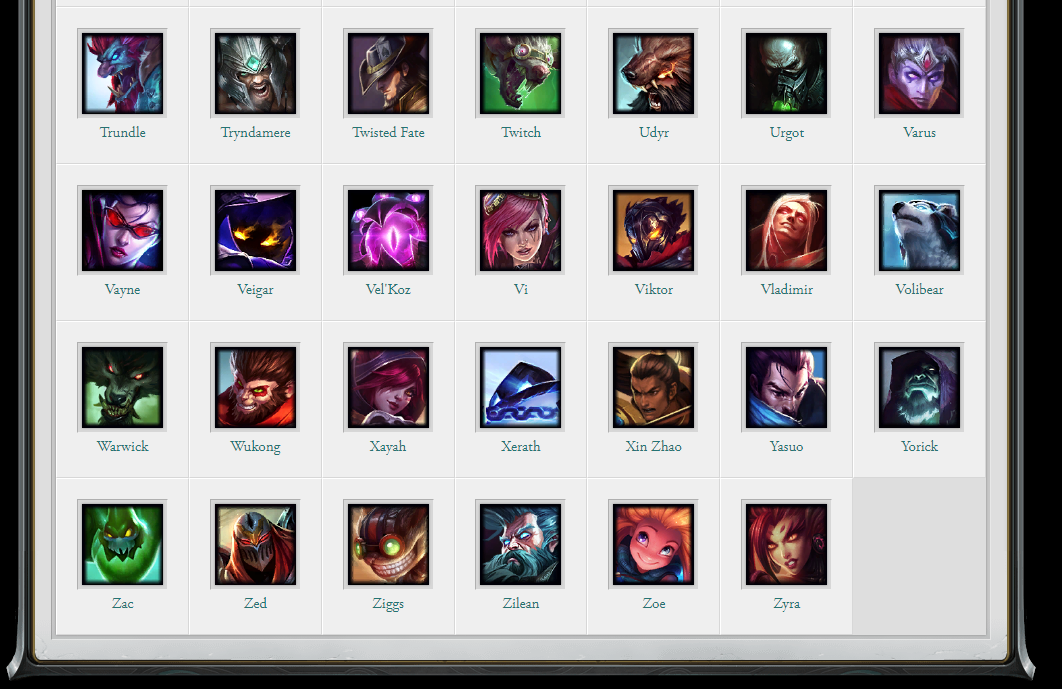 Trundle Tryndamere Twisted Fate Twitch Udyr Urgot Varus
Vayne Veigar Vel'Koz Vi Viktor Vladimir Volibear
Warwick Wukong Xayah Xerath Xin Zhao Yasuo Yorick
Zac Zed Ziggs Zilean Zoe Zyra